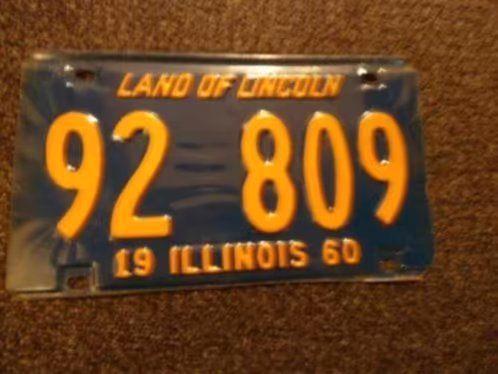 LAND OF LINCOLN
92 809
19 ILLINOIS 60